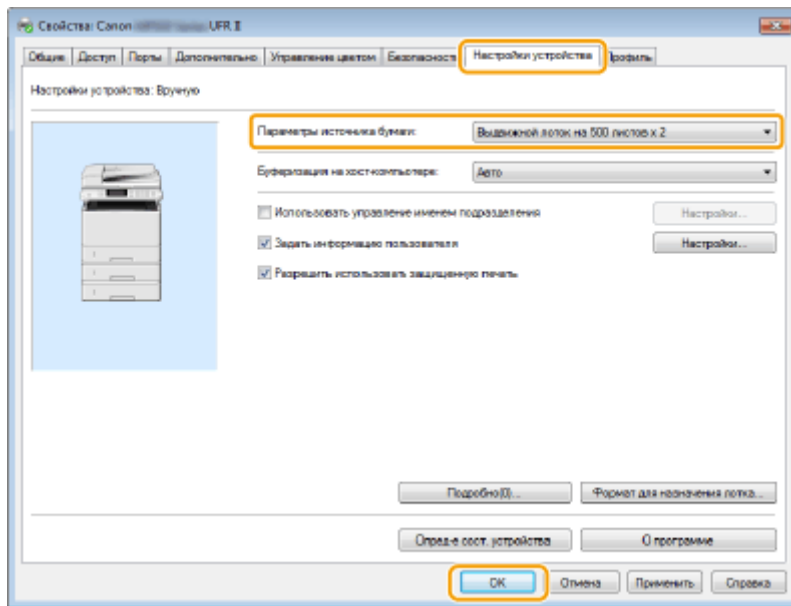 Свойства: Canon UFR II
Общие Доступ Порты Дополнительно Управление цветом Безопасность Настройки устройства Профиль
Настройки устройства: Вручную
Параметры источника бумаги: Выдвижной лоток на 500 листов x 2
Буферизация на хост-компьютере: Авто
Использовать управление именем подразделения Настройки...
Задать информацию пользователя Настройки...
Разрешить использовать защищенную печать
Подробно(0)... Формат для назначения лотка...
Опред-е сост. устройства О программе
OK Отмена Применить Справка